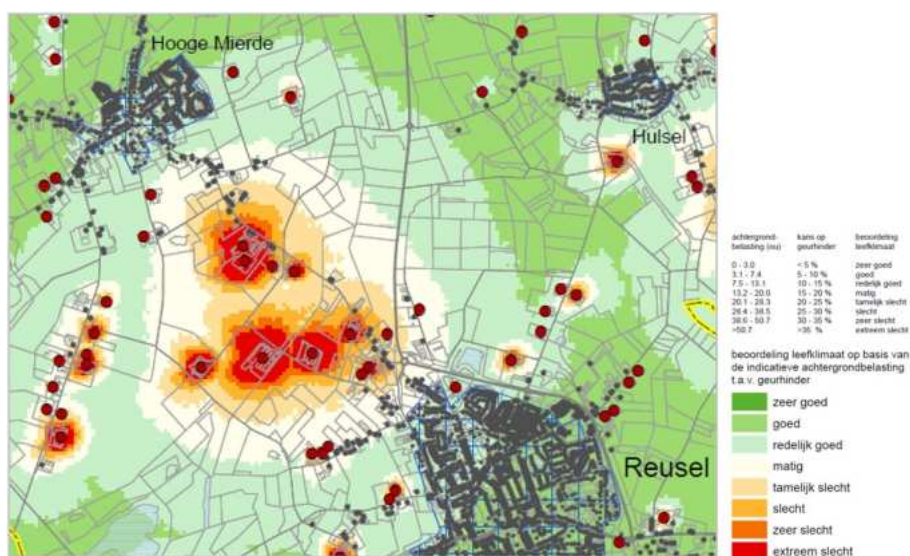 Hooge Mierde
Hulsel
Reusel
achtergrond- kans op beoordeling
belasting (ou) geurhinder leefklimaat
0 - 3.0 < 5 % zeer goed
3.1 - 7.4 5 - 10 % goed
7.5 - 13.1 10 - 15 % redelijk goed
13.2 - 20.0 15 - 20 % matig
20.1 - 28.3 20 - 25 % tamelijk slecht
28.4 - 38.5 25 - 30 % slecht
38.6 - 50.7 30 - 35 % zeer slecht
>50.7 >35 % extreem slecht
beoordeling leefklimaat op basis van
de indicatieve achtergrondbelasting
t.a.v. geurhinder
zeer goed
goed
redelijk goed
matig
tamelijk slecht
slecht
zeer slecht
extreem slecht